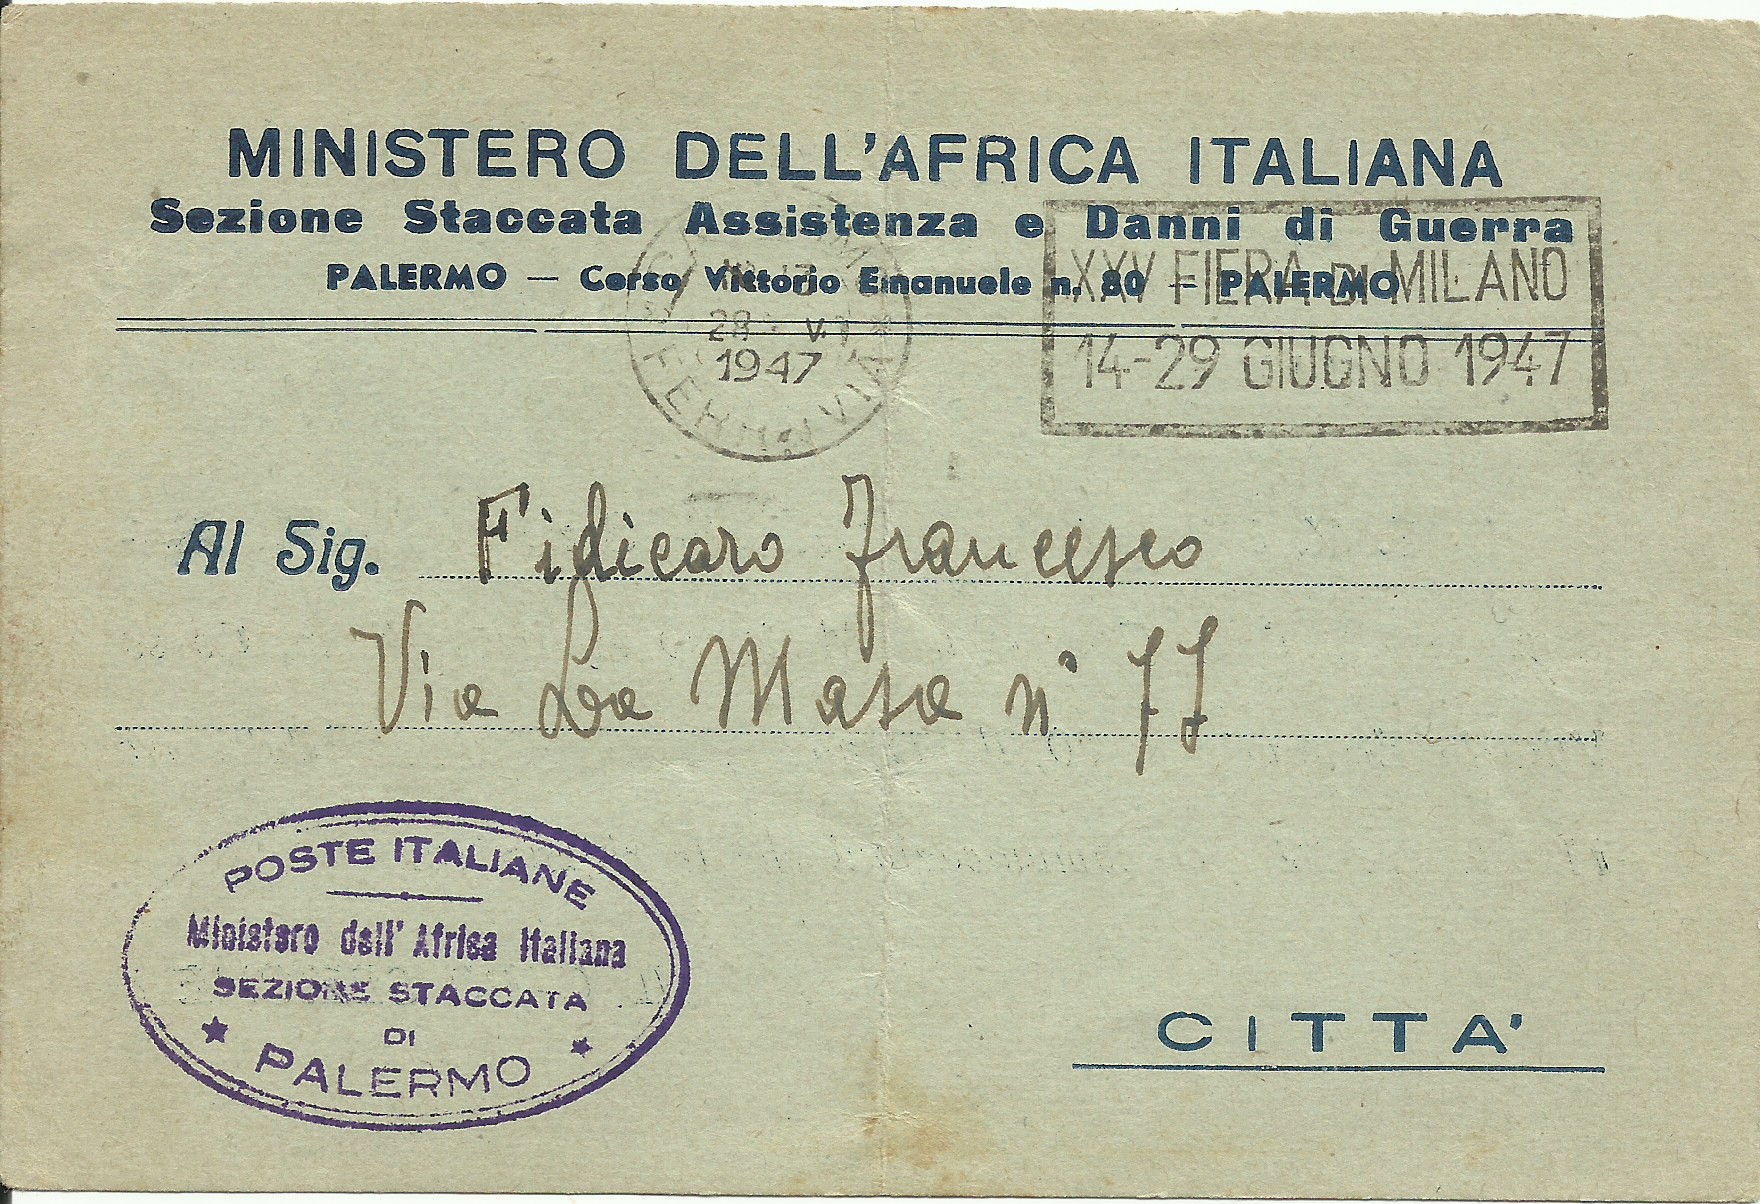 MINISTERO DELL'AFRICA ITALIANA
Sezione Staccata Assistenza e Danni di Guerra
PALERMO — Corso Vittorio Emanuele n. 80 – PALERMO
28 V
1947
FERROVIA
XXV FIERA DI MILANO
14-29 GIUGNO 1947
Al Sig. Fidicaro Francesco
Via La Masa n° 77
POSTE ITALIANE
Ministero dell' Africa Italiana
SEZIONE STACCATA
DI
PALERMO
CITTA'